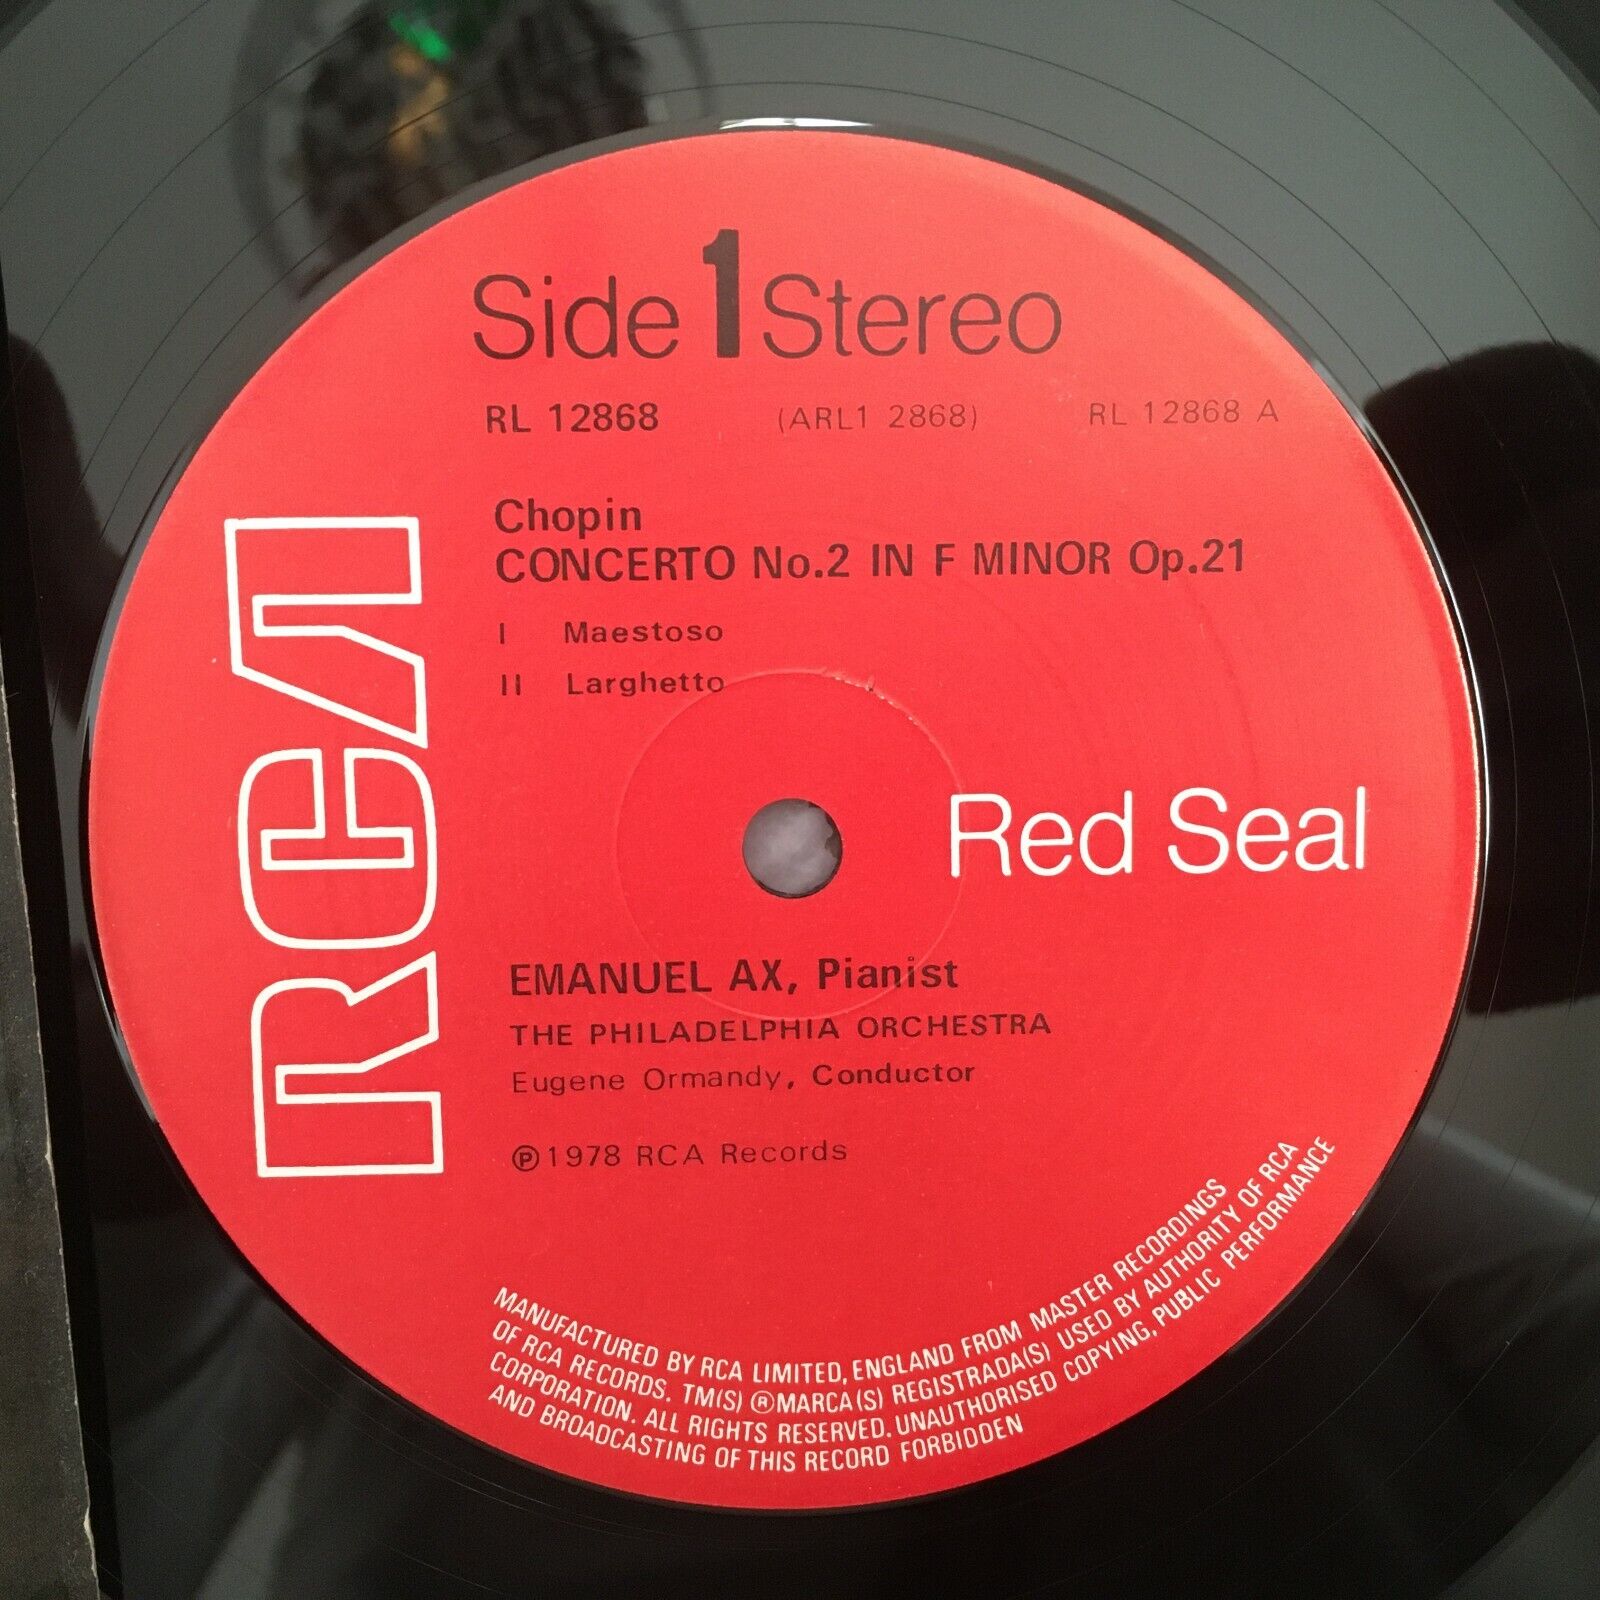 Side 1 Stereo
RL 12868 (ARL1 2868) RL 12868 A
Chopin
CONCERTO No.2 IN F MINOR Op.21
I Maestoso
II Larghetto
RCA
Red Seal
EMANUEL AX, Pianist
THE PHILADELPHIA ORCHESTRA
Eugene Ormandy, Conductor
℗1978 RCA Records
MANUFACTURED BY RCA LIMITED, ENGLAND FROM MASTER RECORDINGS
OF RCA RECORDS. TM(S) ® MARCA(S) REGISTRADA(S) USED BY AUTHORITY OF RCA
CORPORATION. ALL RIGHTS RESERVED. UNAUTHORISED COPYING, PUBLIC PERFORMANCE
AND BROADCASTING OF THIS RECORD FORBIDDEN